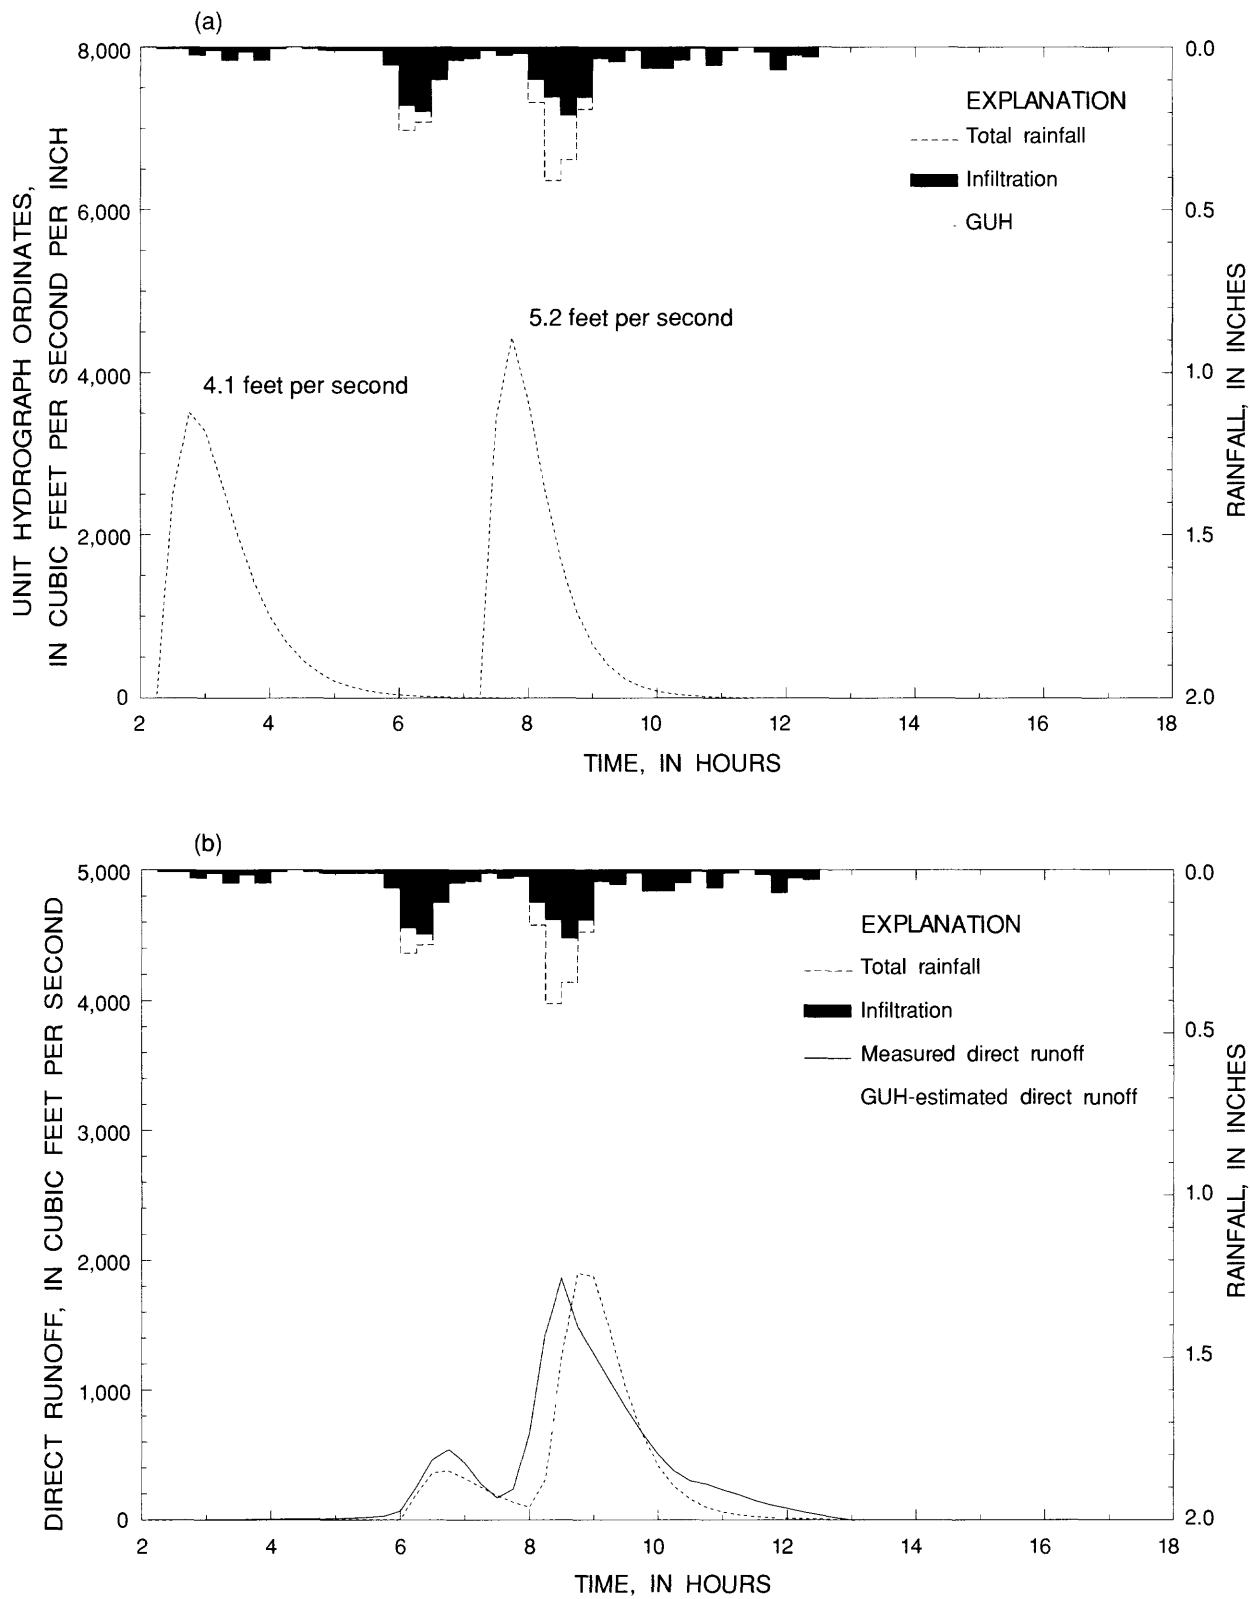 (a)
UNIT HYDROGRAPH ORDINATES,
IN CUBIC FEET PER SECOND PER INCH
8,000
6,000
4,000
2,000
0
EXPLANATION
Total rainfall
Infiltration
GUH
4.1 feet per second
5.2 feet per second
0.0
0.5
1.0
1.5
2.0
RAINFALL, IN INCHES
2 4 6 8 10 12 14 16 18
TIME, IN HOURS
(b)
DIRECT RUNOFF, IN CUBIC FEET PER SECOND
5,000
4,000
3,000
2,000
1,000
0
EXPLANATION
Total rainfall
Infiltration
Measured direct runoff
GUH-estimated direct runoff
0.0
0.5
1.0
1.5
2.0
RAINFALL, IN INCHES
2 4 6 8 10 12 14 16 18
TIME, IN HOURS